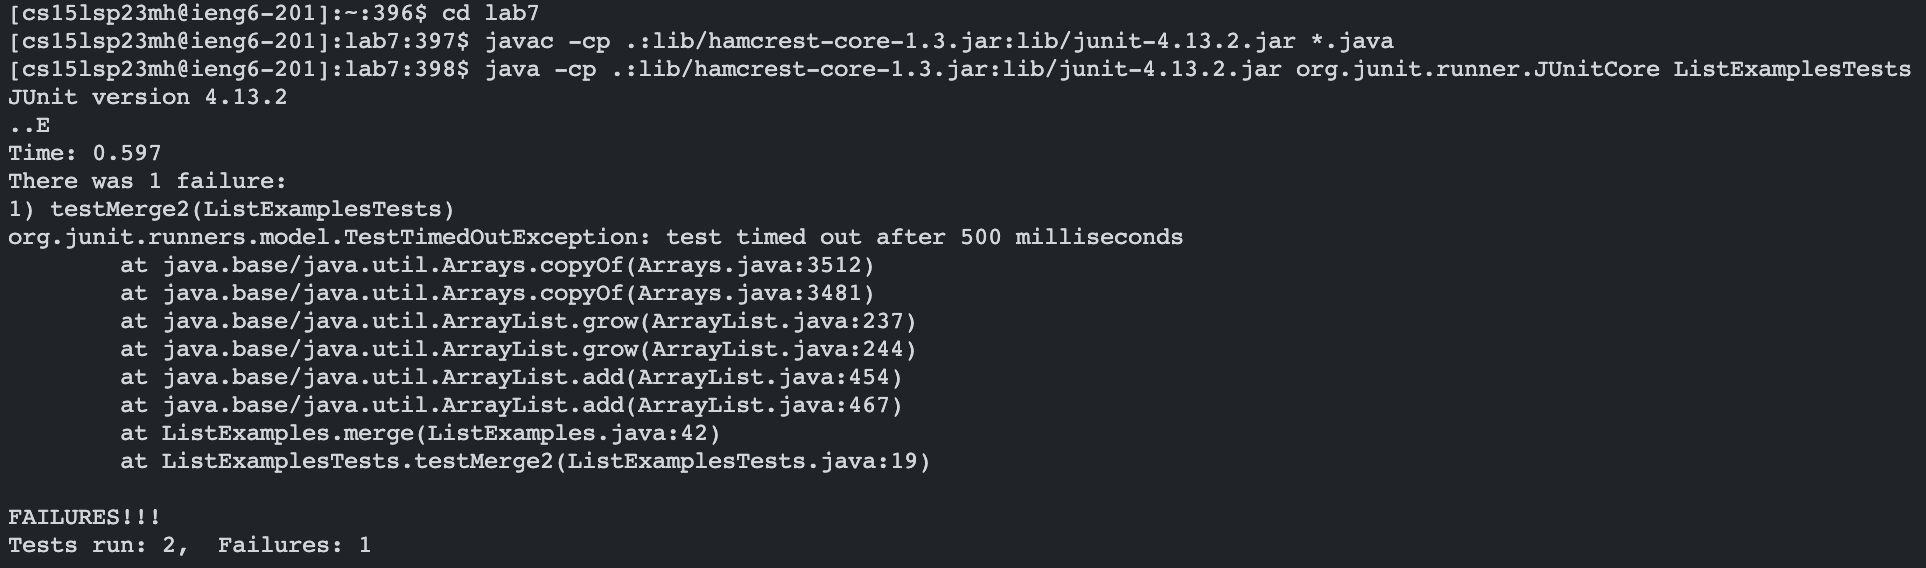 [cs15lsp23mh@ieng6-201]:~:396$ cd lab7
[cs15lsp23mh@ieng6-201]:lab7:397$ javac -cp .:lib/hamcrest-core-1.3.jar:lib/junit-4.13.2.jar *.java
[cs15lsp23mh@ieng6-201]:lab7:398$ java -cp .:lib/hamcrest-core-1.3.jar:lib/junit-4.13.2.jar org.junit.runner.JUnitCore ListExamplesTests
JUnit version 4.13.2
..E
Time: 0.597
There was 1 failure:
1) testMerge2(ListExamplesTests)
org.junit.runners.model.TestTimedOutException: test timed out after 500 milliseconds
	at java.base/java.util.Arrays.copyOf(Arrays.java:3512)
	at java.base/java.util.Arrays.copyOf(Arrays.java:3481)
	at java.base/java.util.ArrayList.grow(ArrayList.java:237)
	at java.base/java.util.ArrayList.grow(ArrayList.java:244)
	at java.base/java.util.ArrayList.add(ArrayList.java:454)
	at java.base/java.util.ArrayList.add(ArrayList.java:467)
	at ListExamples.merge(ListExamples.java:42)
	at ListExamplesTests.testMerge2(ListExamplesTests.java:19)
FAILURES!!!
Tests run: 2,  Failures: 1